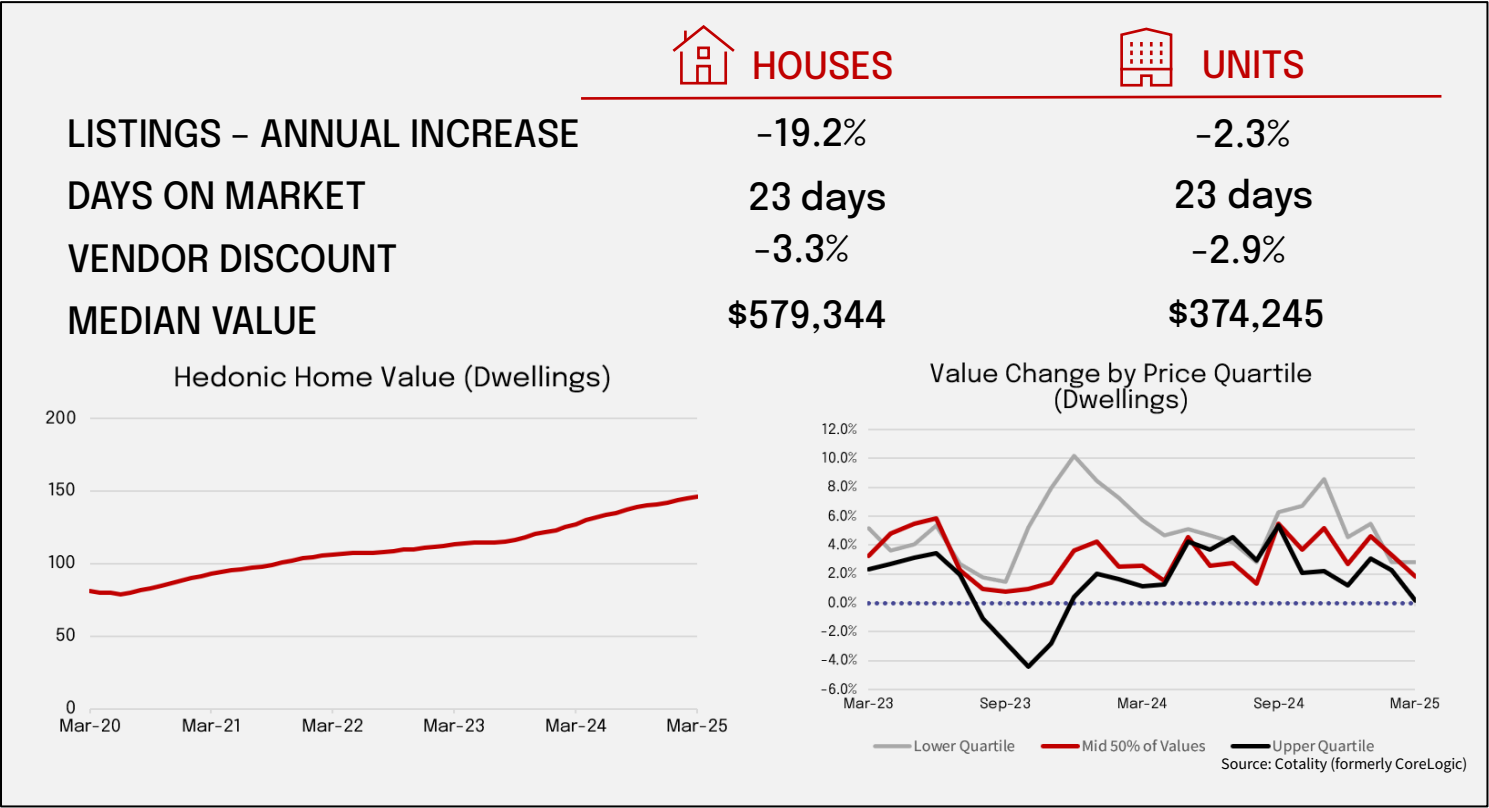 HOUSES UNITS
LISTINGS – ANNUAL INCREASE -19.2% -2.3%
DAYS ON MARKET 23 days 23 days
VENDOR DISCOUNT -3.3% -2.9%
MEDIAN VALUE $579,344 $374,245
Hedonic Home Value (Dwellings)
200
150
100
50
0
Mar-20 Mar-21 Mar-22 Mar-23 Mar-24 Mar-25
Value Change by Price Quartile
(Dwellings)
12.0%
10.0%
8.0%
6.0%
4.0%
2.0%
0.0%
-2.0%
-4.0%
-6.0%
Mar-23 Sep-23 Mar-24 Sep-24 Mar-25
Lower Quartile Mid 50% of Values Upper Quartile
Source: Cotality (formerly CoreLogic)